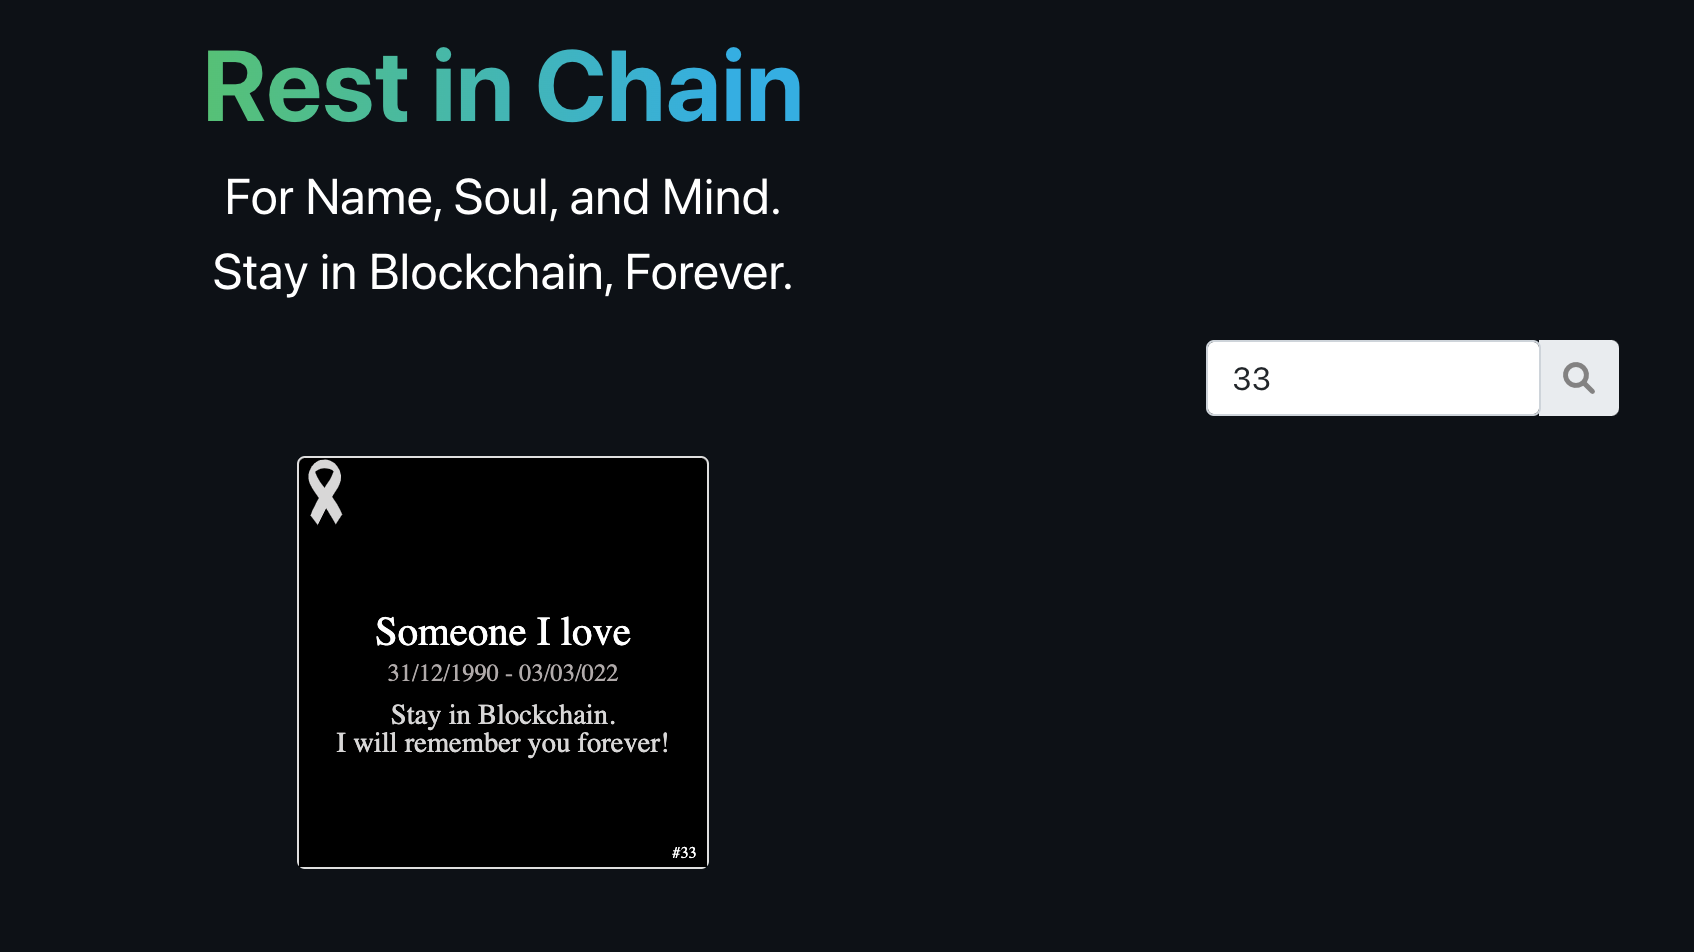 Rest in Chain
For Name, Soul, and Mind.
Stay in Blockchain, Forever.
33
Someone I love
31/12/1990 - 03/03/022
Stay in Blockchain.
I will remember you forever!
#33